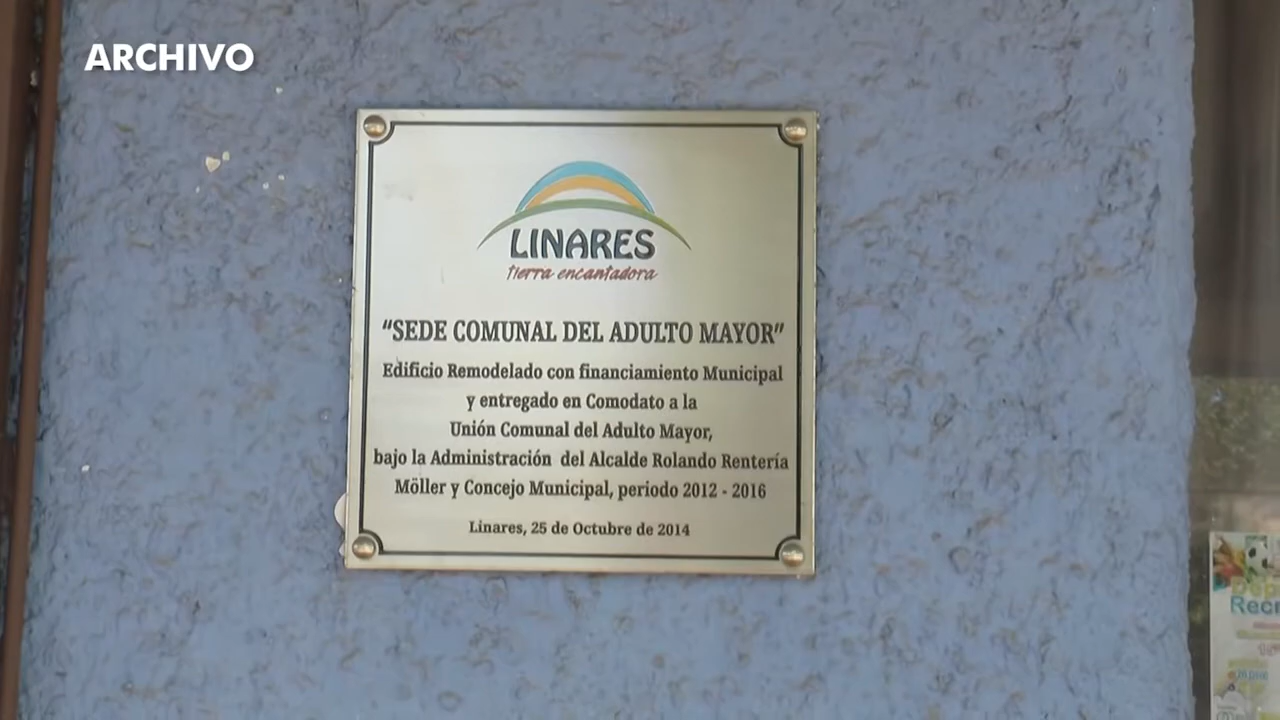 ARCHIVO
LINARES
tierra encantadora
"SEDE COMUNAL DEL ADULTO MAYOR"
Edificio Remodelado con financiamiento Municipal
y entregado en Comodato a la
Unión Comunal del Adulto Mayor,
bajo la Administración del Alcalde Rolando Rentería
Möller y Concejo Municipal, periodo 2012 - 2016
Linares, 25 de Octubre de 2014